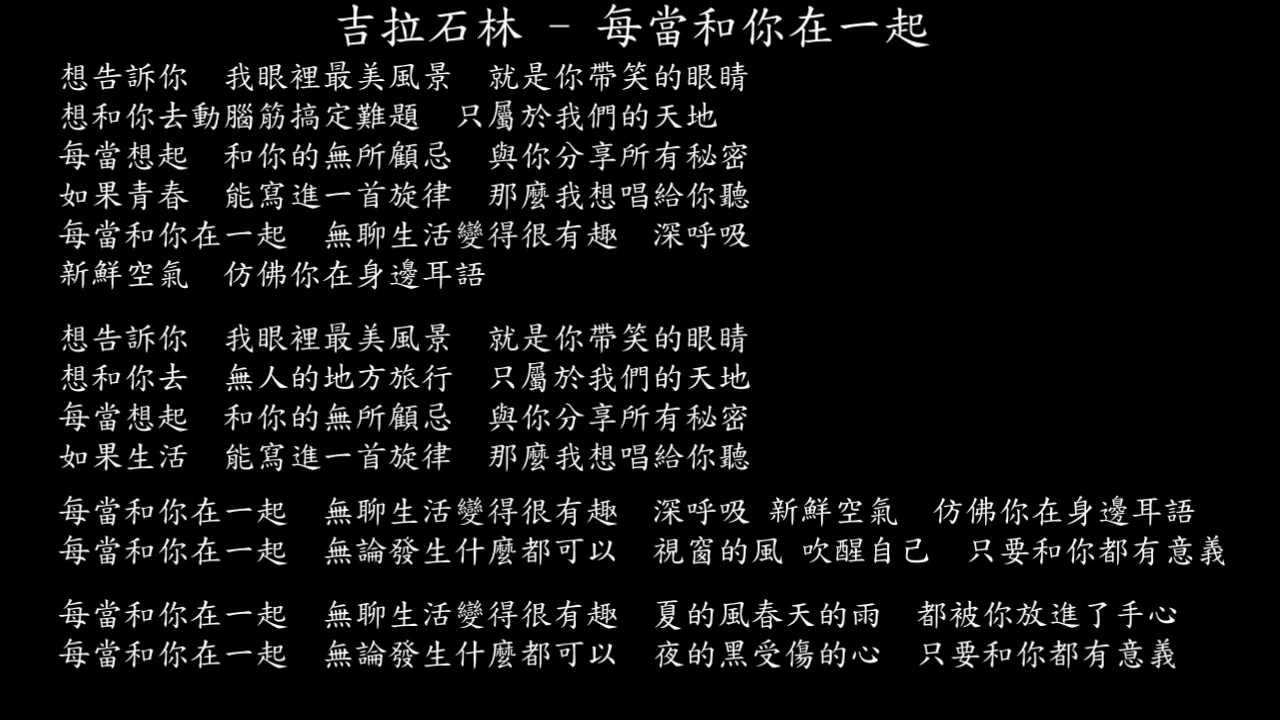 吉拉石林 - 每當和你在一起
想告訴你　我眼裡最美風景　就是你帶笑的眼睛
想和你去動腦筋搞定難題　只屬於我們的天地
每當想起　和你的無所顧忌　與你分享所有秘密
如果青春　能寫進一首旋律　那麼我想唱給你聽
每當和你在一起　無聊生活變得很有趣　深呼吸
新鮮空氣　仿佛你在身邊耳語
想告訴你　我眼裡最美風景　就是你帶笑的眼睛
想和你去　無人的地方旅行　只屬於我們的天地
每當想起　和你的無所顧忌　與你分享所有秘密
如果生活　能寫進一首旋律　那麼我想唱給你聽
每當和你在一起　無聊生活變得很有趣　深呼吸 新鮮空氣　仿佛你在身邊耳語
每當和你在一起　無論發生什麼都可以　視窗的風 吹醒自己　只要和你都有意義
每當和你在一起　無聊生活變得很有趣　夏的風春天的雨　都被你放進了手心
每當和你在一起　無論發生什麼都可以　夜的黑受傷的心　只要和你都有意義